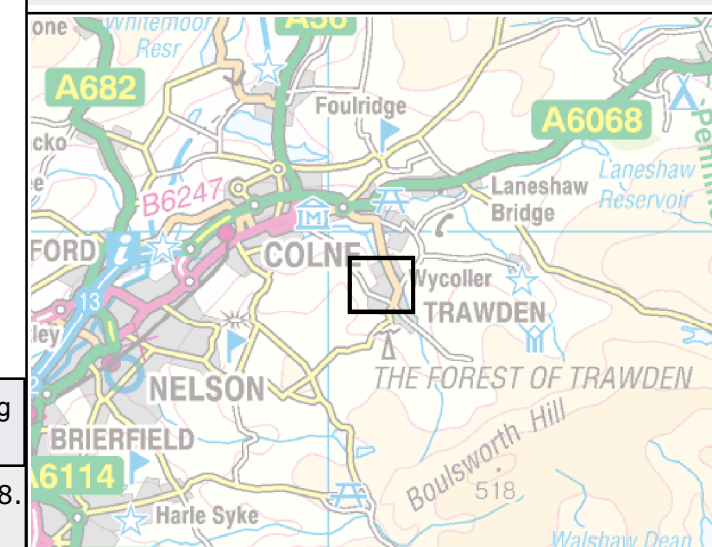 one
Whitemoor
Resr
A56
A682
Foulridge
A6068
cko
B6247
Laneshaw
Reservoir
Laneshaw
Bridge
FORD
i
M
COLNE
Wycoller
13
TRAWDEN
ley
THE FOREST OF TRAWDEN
NELSON
g
BRIERFIELD
Boulsworth Hill
A6114
518
8.
Harle Syke
Walshaw Dean